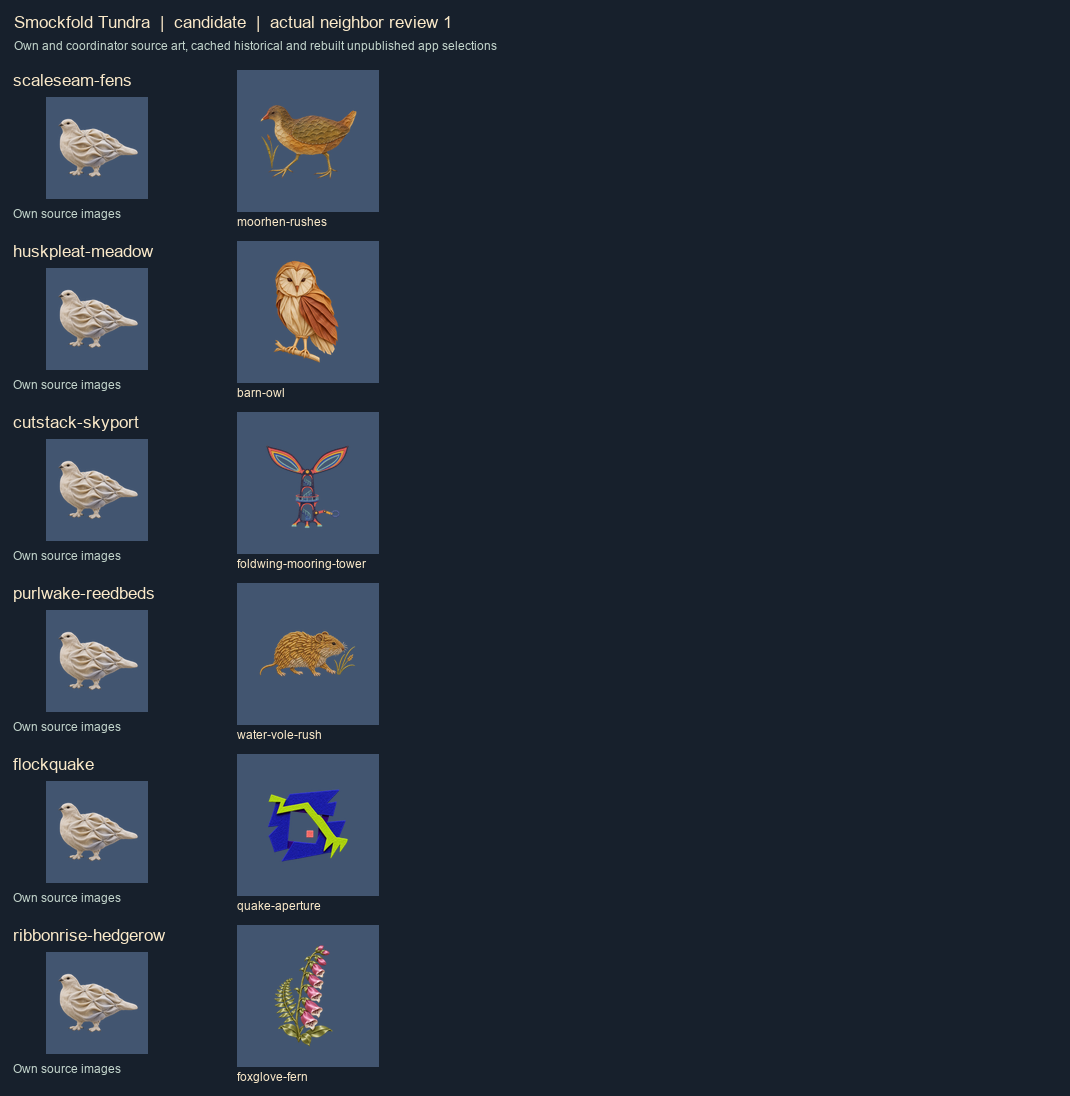 Smockfold Tundra | candidate | actual neighbor review 1
Own and coordinator source art, cached historical and rebuilt unpublished app selections
scaleseam-fens
Own source images
moorhen-rushes
huskpleat-meadow
Own source images
barn-owl
cutstack-skyport
Own source images
foldwing-mooring-tower
purlwake-reedbeds
Own source images
water-vole-rush
flockquake
Own source images
quake-aperture
ribbonrise-hedgerow
Own source images
foxglove-fern